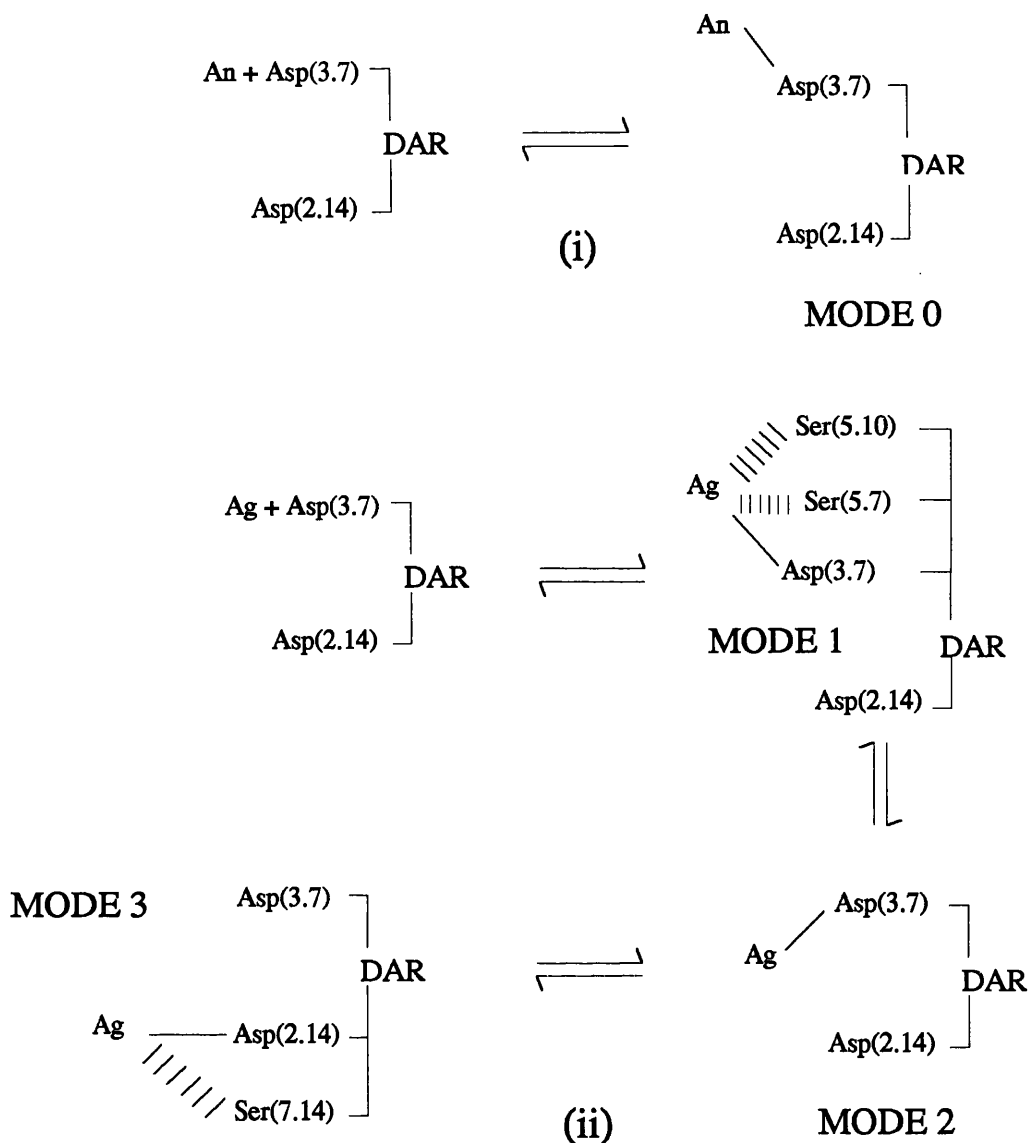 An
An + Asp(3.7)
Asp(3.7)
DAR
DAR
Asp(2.14)
Asp(2.14)
(i)
MODE 0
Ser(5.10)
Ag
Ag + Asp(3.7)
Ser(5.7)
DAR
Asp(3.7)
Asp(2.14)
MODE 1
DAR
Asp(2.14)
MODE 3
Asp(3.7)
Asp(3.7)
Ag
DAR
DAR
Ag
Asp(2.14)
Asp(2.14)
Ser(7.14)
(ii)
MODE 2